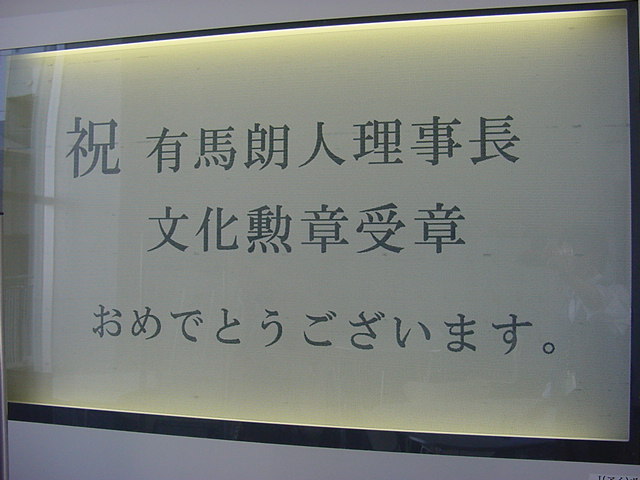 祝 有馬朗人理事長
文化勲章受章
おめでとうございます。